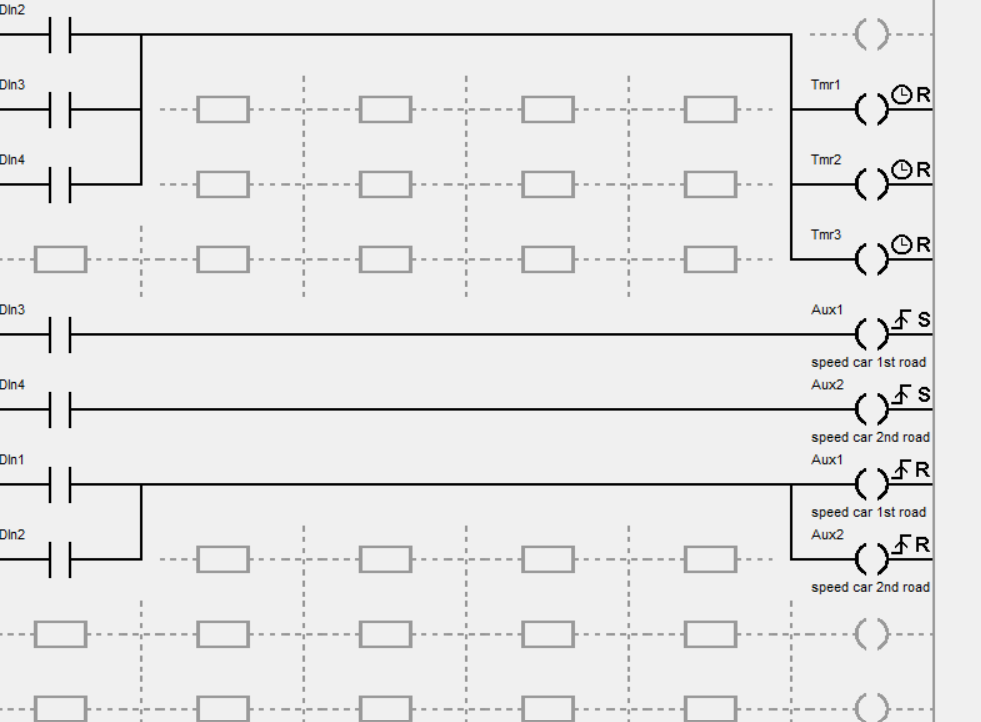 DIn2
DIn3
Tmr1
R
DIn4
Tmr2
R
Tmr3
R
DIn3
Aux1
S
speed car 1st road
DIn4
Aux2
S
speed car 2nd road
DIn1
Aux1
R
speed car 1st road
DIn2
Aux2
R
speed car 2nd road